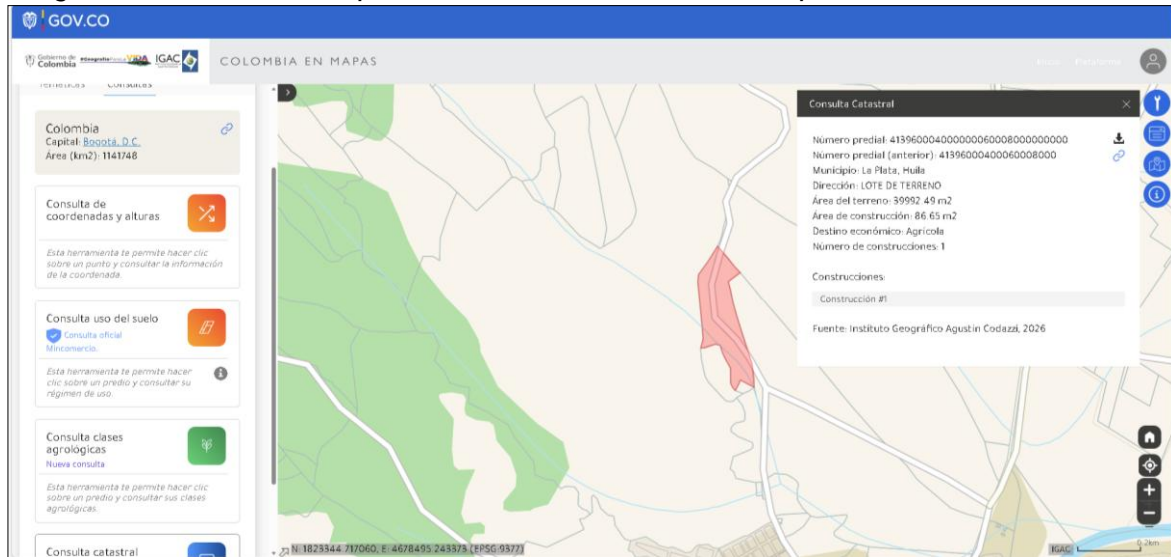 GOV.CO
Gobierno de
Colombia
IGAC
COLOMBIA EN MAPAS
Inicio
Consultas
Colombia
Capital: Bogotá, D.C.
Área (km2): 1141748
Consulta de
coordenadas y alturas
Esta herramienta te permite hacer clic
sobre un punto y consultar la información
de la coordenada.
Consulta uso del suelo
Consulta oficial
Mincomercio.
Esta herramienta te permite hacer
clic sobre un predio y consultar su
régimen de uso.
Consulta clases
agrológicas
Nueva consulta
Esta herramienta te permite hacer clic
sobre un predio y consultar sus clases
agrológicas.
Consulta catastral
Consulta Catastral
Número predial: 413960004000000060008000000000
Número predial (anterior): 41396000400060008000
Municipio: La Plata, Huila
Dirección: LOTE DE TERRENO
Área del terreno: 39992.49 m2
Área de construcción: 86.65 m2
Destino económico: Agrícola
Número de construcciones: 1
Construcciones:
Construcción #1
Fuente: Instituto Geográfico Agustín Codazzi, 2026
N: 1823344.717060, E: 4678495.243373 (EPSG:9377)
IGAC
0.2km